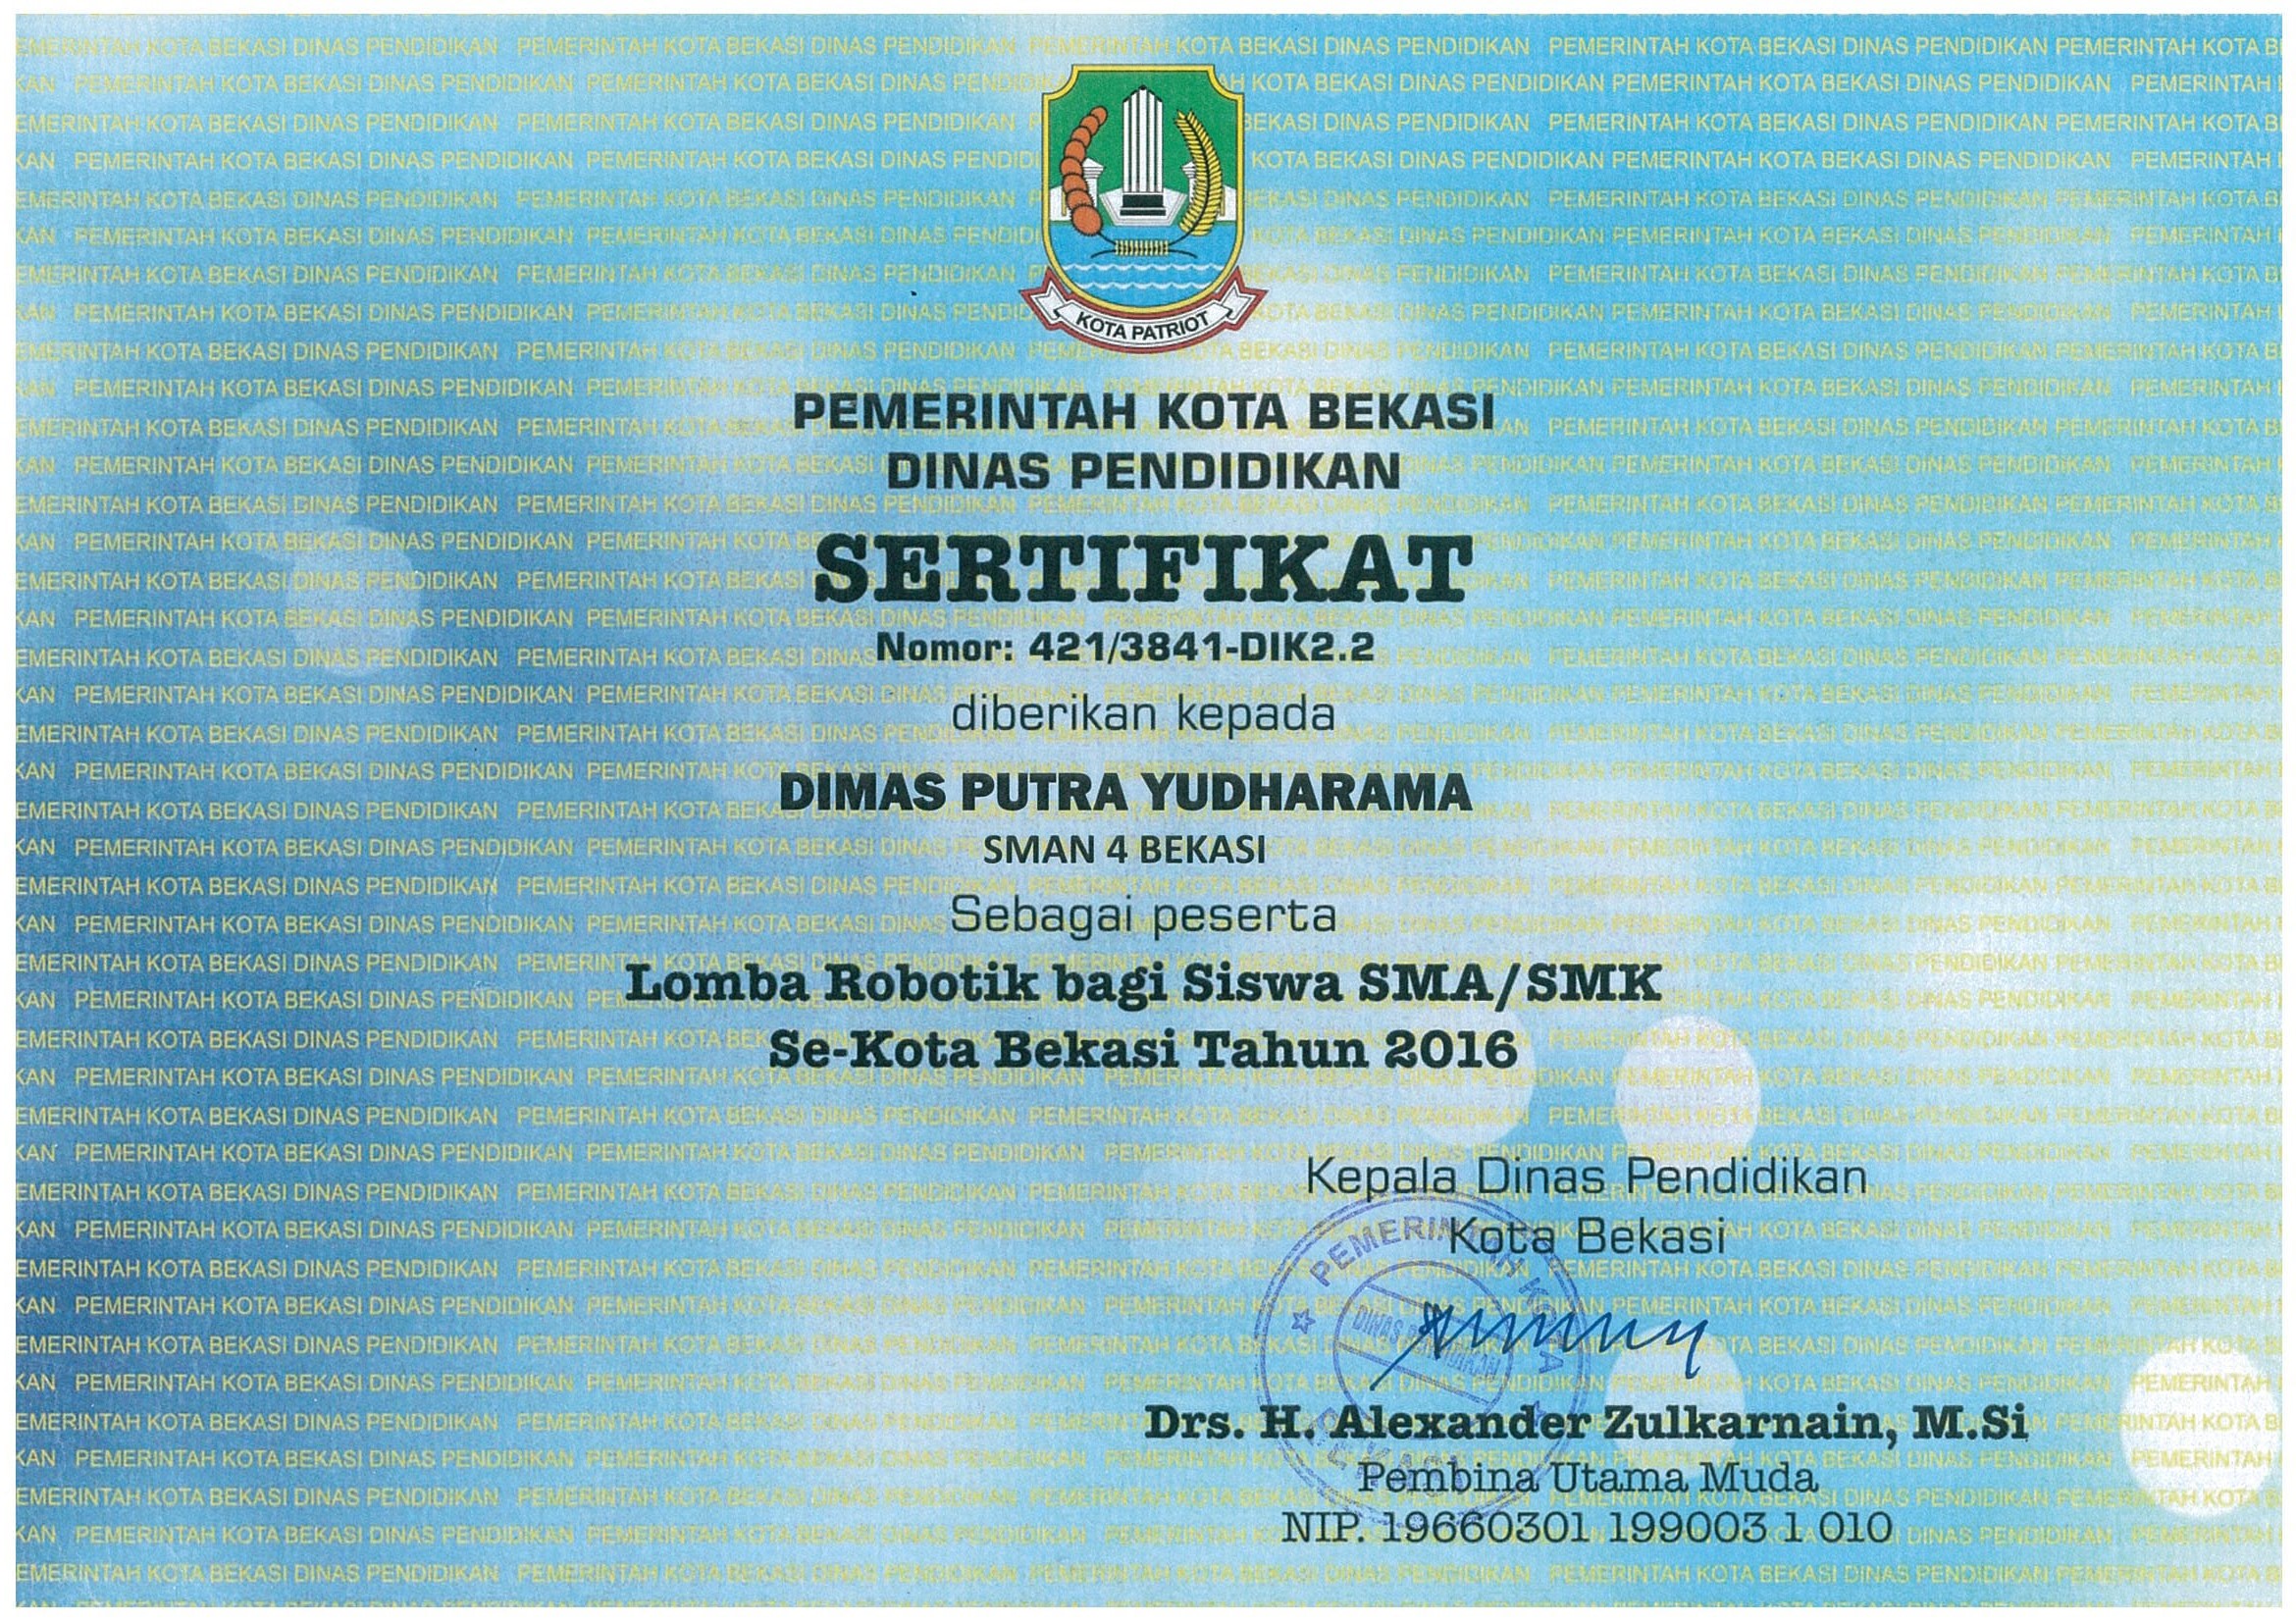 KOTA PATRIOT
PEMERINTAH KOTA BEKASI
DINAS PENDIDIKAN
SERTIFIKAT
Nomor: 421/3841-DIK2.2
diberikan kepada
DIMAS PUTRA YUDHARAMA
SMAN 4 BEKASI
Sebagai peserta
Lomba Robotik bagi Siswa SMA/SMK
Se-Kota Bekasi Tahun 2016
Kepala Dinas Pendidikan
Kota Bekasi
PEMERINTAH KOTA
DINAS PENDIDIKAN
BEKASI
Drs. H. Alexander Zulkarnain, M.Si
Pembina Utama Muda
NIP. 19660301 199003 1 010